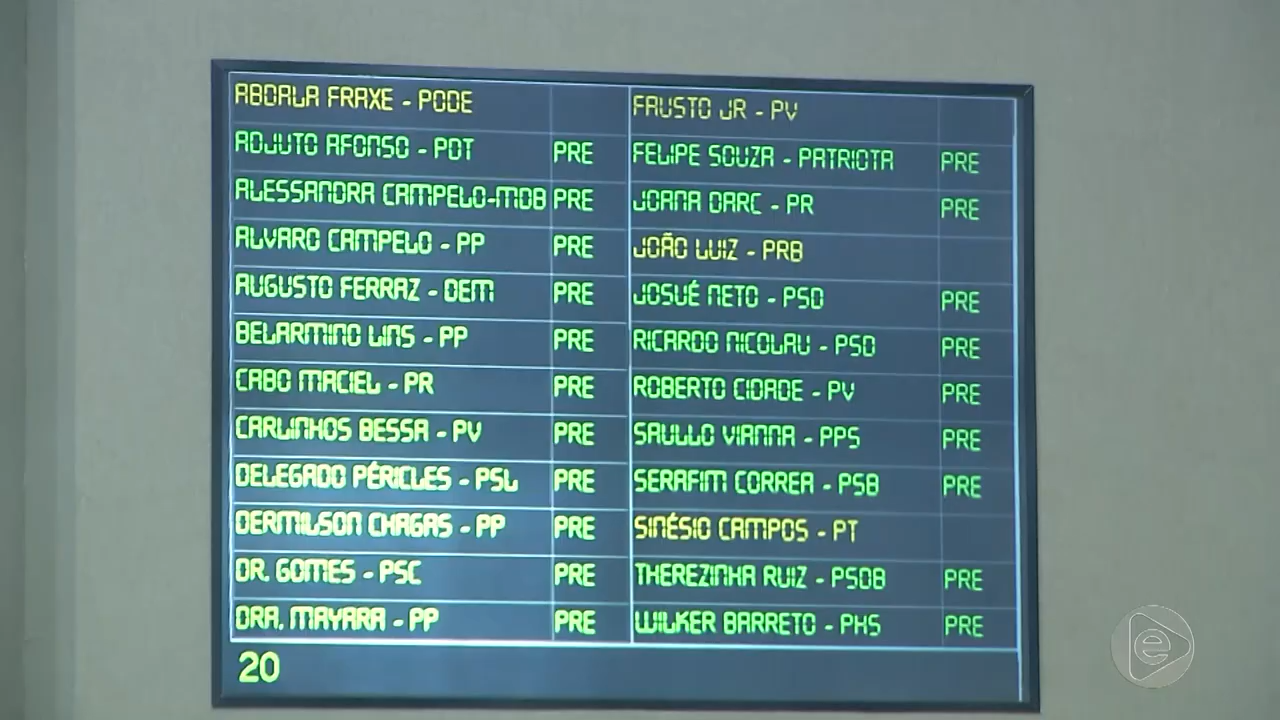 ABDALA FRAXE - PODE
ADJUTO AFONSO - PDT PRE
ALESSANDRA CAMPELO-MDB PRE
ALVARO CAMPELO - PP PRE
AUGUSTO FERRAZ - DEM PRE
BELARMINO LINS - PP PRE
CABO MACIEL - PR PRE
CARLINHOS BESSA - PV PRE
DELEGADO PÉRICLES - PSL PRE
DERMILSON CHAGAS - PP PRE
DR. GOMES - PSC PRE
DRA. MAYARA - PP PRE
20
FAUSTO JR - PV
FELIPE SOUZA - PATRIOTA PRE
JOANA DARC - PR PRE
JOÃO LUIZ - PRB
JOSUÉ NETO - PSD PRE
RICARDO NICOLAU - PSD PRE
ROBERTO CIDADE - PV PRE
SAULLO VIANNA - PPS PRE
SERAFIM CORREA - PSB PRE
SINÉSIO CAMPOS - PT
THEREZINHA RUIZ - PSDB PRE
WILKER BARRETO - PHS PRE
e